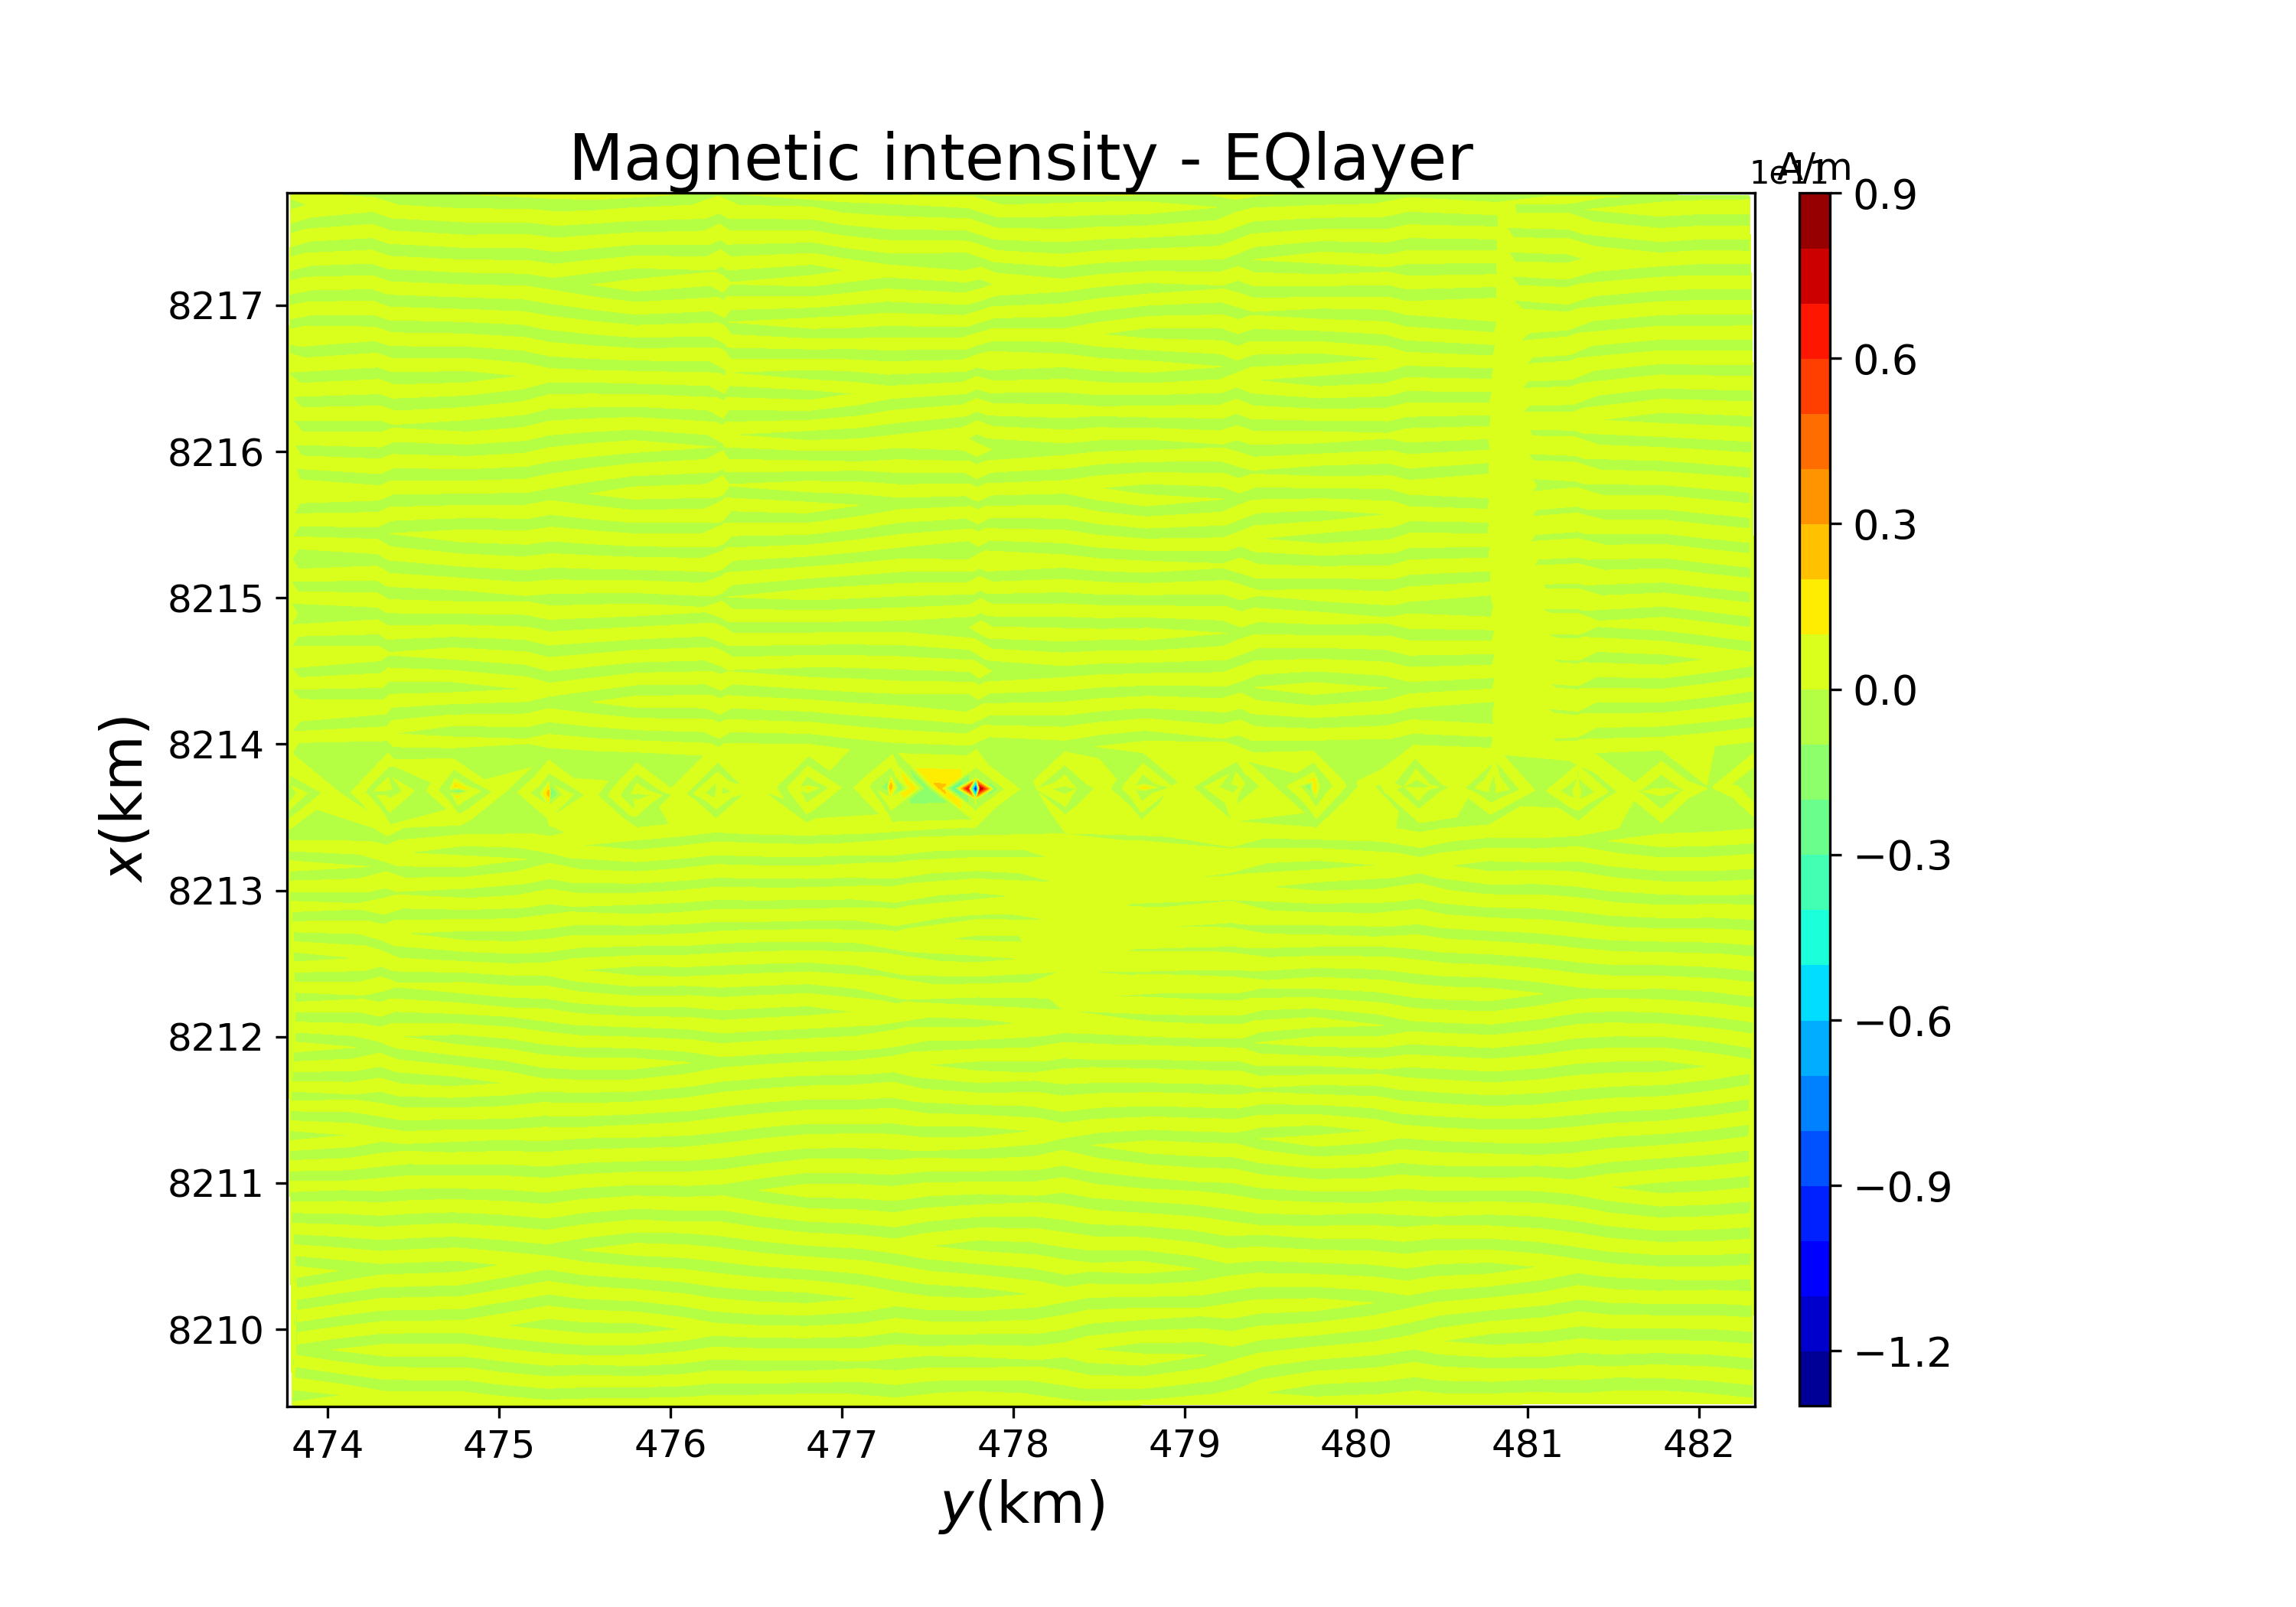 Magnetic intensity - EQlayer
1e11
A/m
0.9
0.6
0.3
0.0
−0.3
−0.6
−0.9
−1.2
x(km)
8217
8216
8215
8214
8213
8212
8211
8210
474 475 476 477 478 479 480 481 482
y(km)